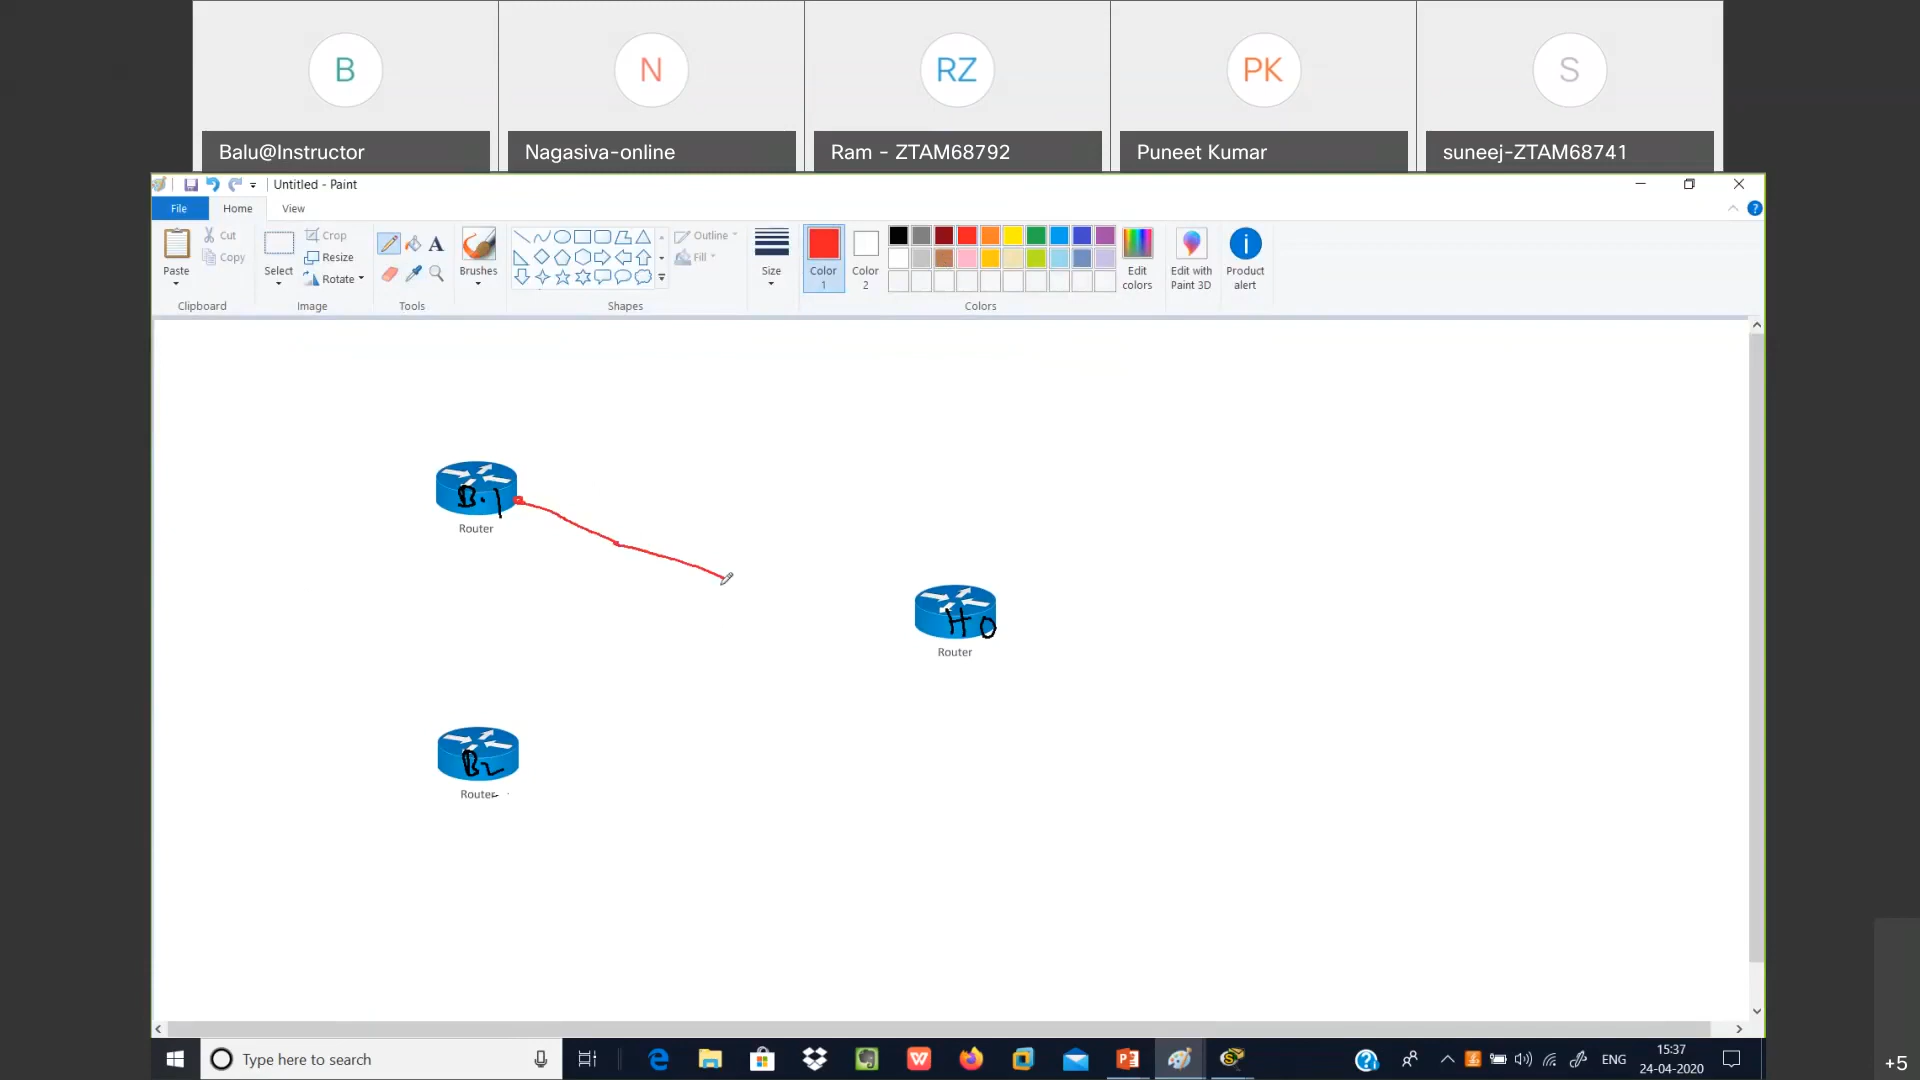 B N RZ PK S
Balu@Instructor Nagasiva-online Ram - ZTAM68792 Puneet Kumar suneej-ZTAM68741
Untitled - Paint
File Home View
Paste Cut Copy Select Crop Resize Rotate A Brushes Outline Fill Size Color 1 Color 2 Edit colors Edit with Paint 3D Product alert
Clipboard Image Tools Shapes Colors
B.1
Router
HO
Router
B2
Router
Type here to search
ENG
15:37
24-04-2020
+5